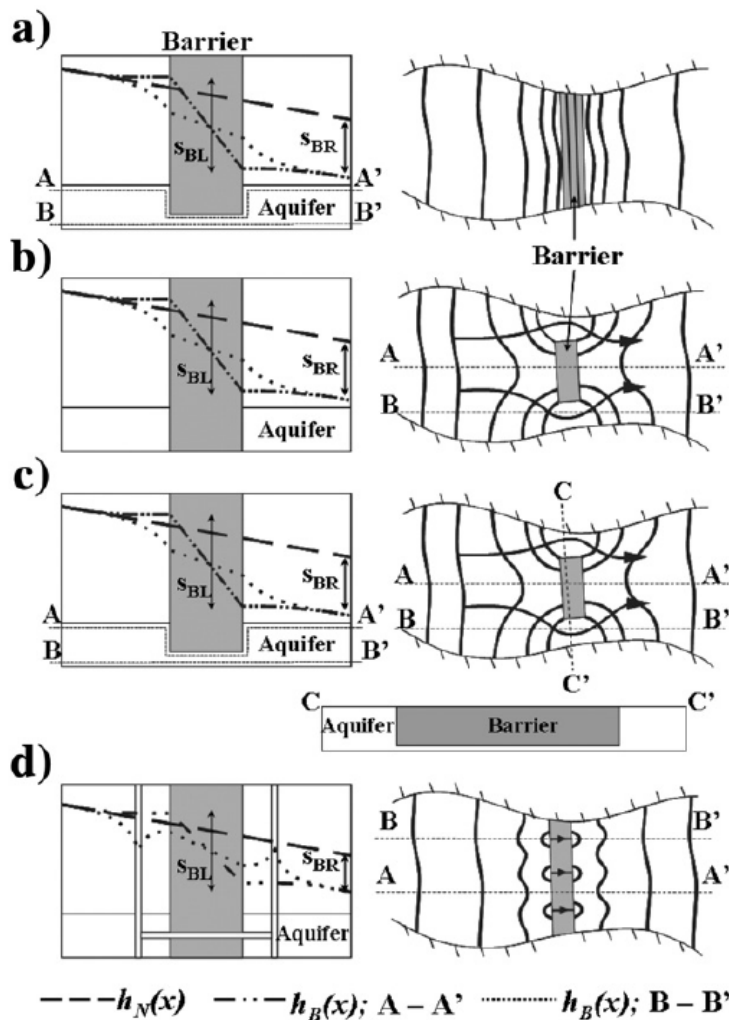 a)
Barrier
s_BL
s_BR
A A'
B Aquifer B'
Barrier
b)
s_BL
s_BR
Aquifer
A A'
B B'
c)
s_BL
s_BR
A A'
B Aquifer B'
C
A A'
B B'
C'
C C'
Aquifer Barrier
d)
s_BL
s_BR
Aquifer
B B'
A A'
h_N(x) h_B(x); A – A' h_B(x); B – B'